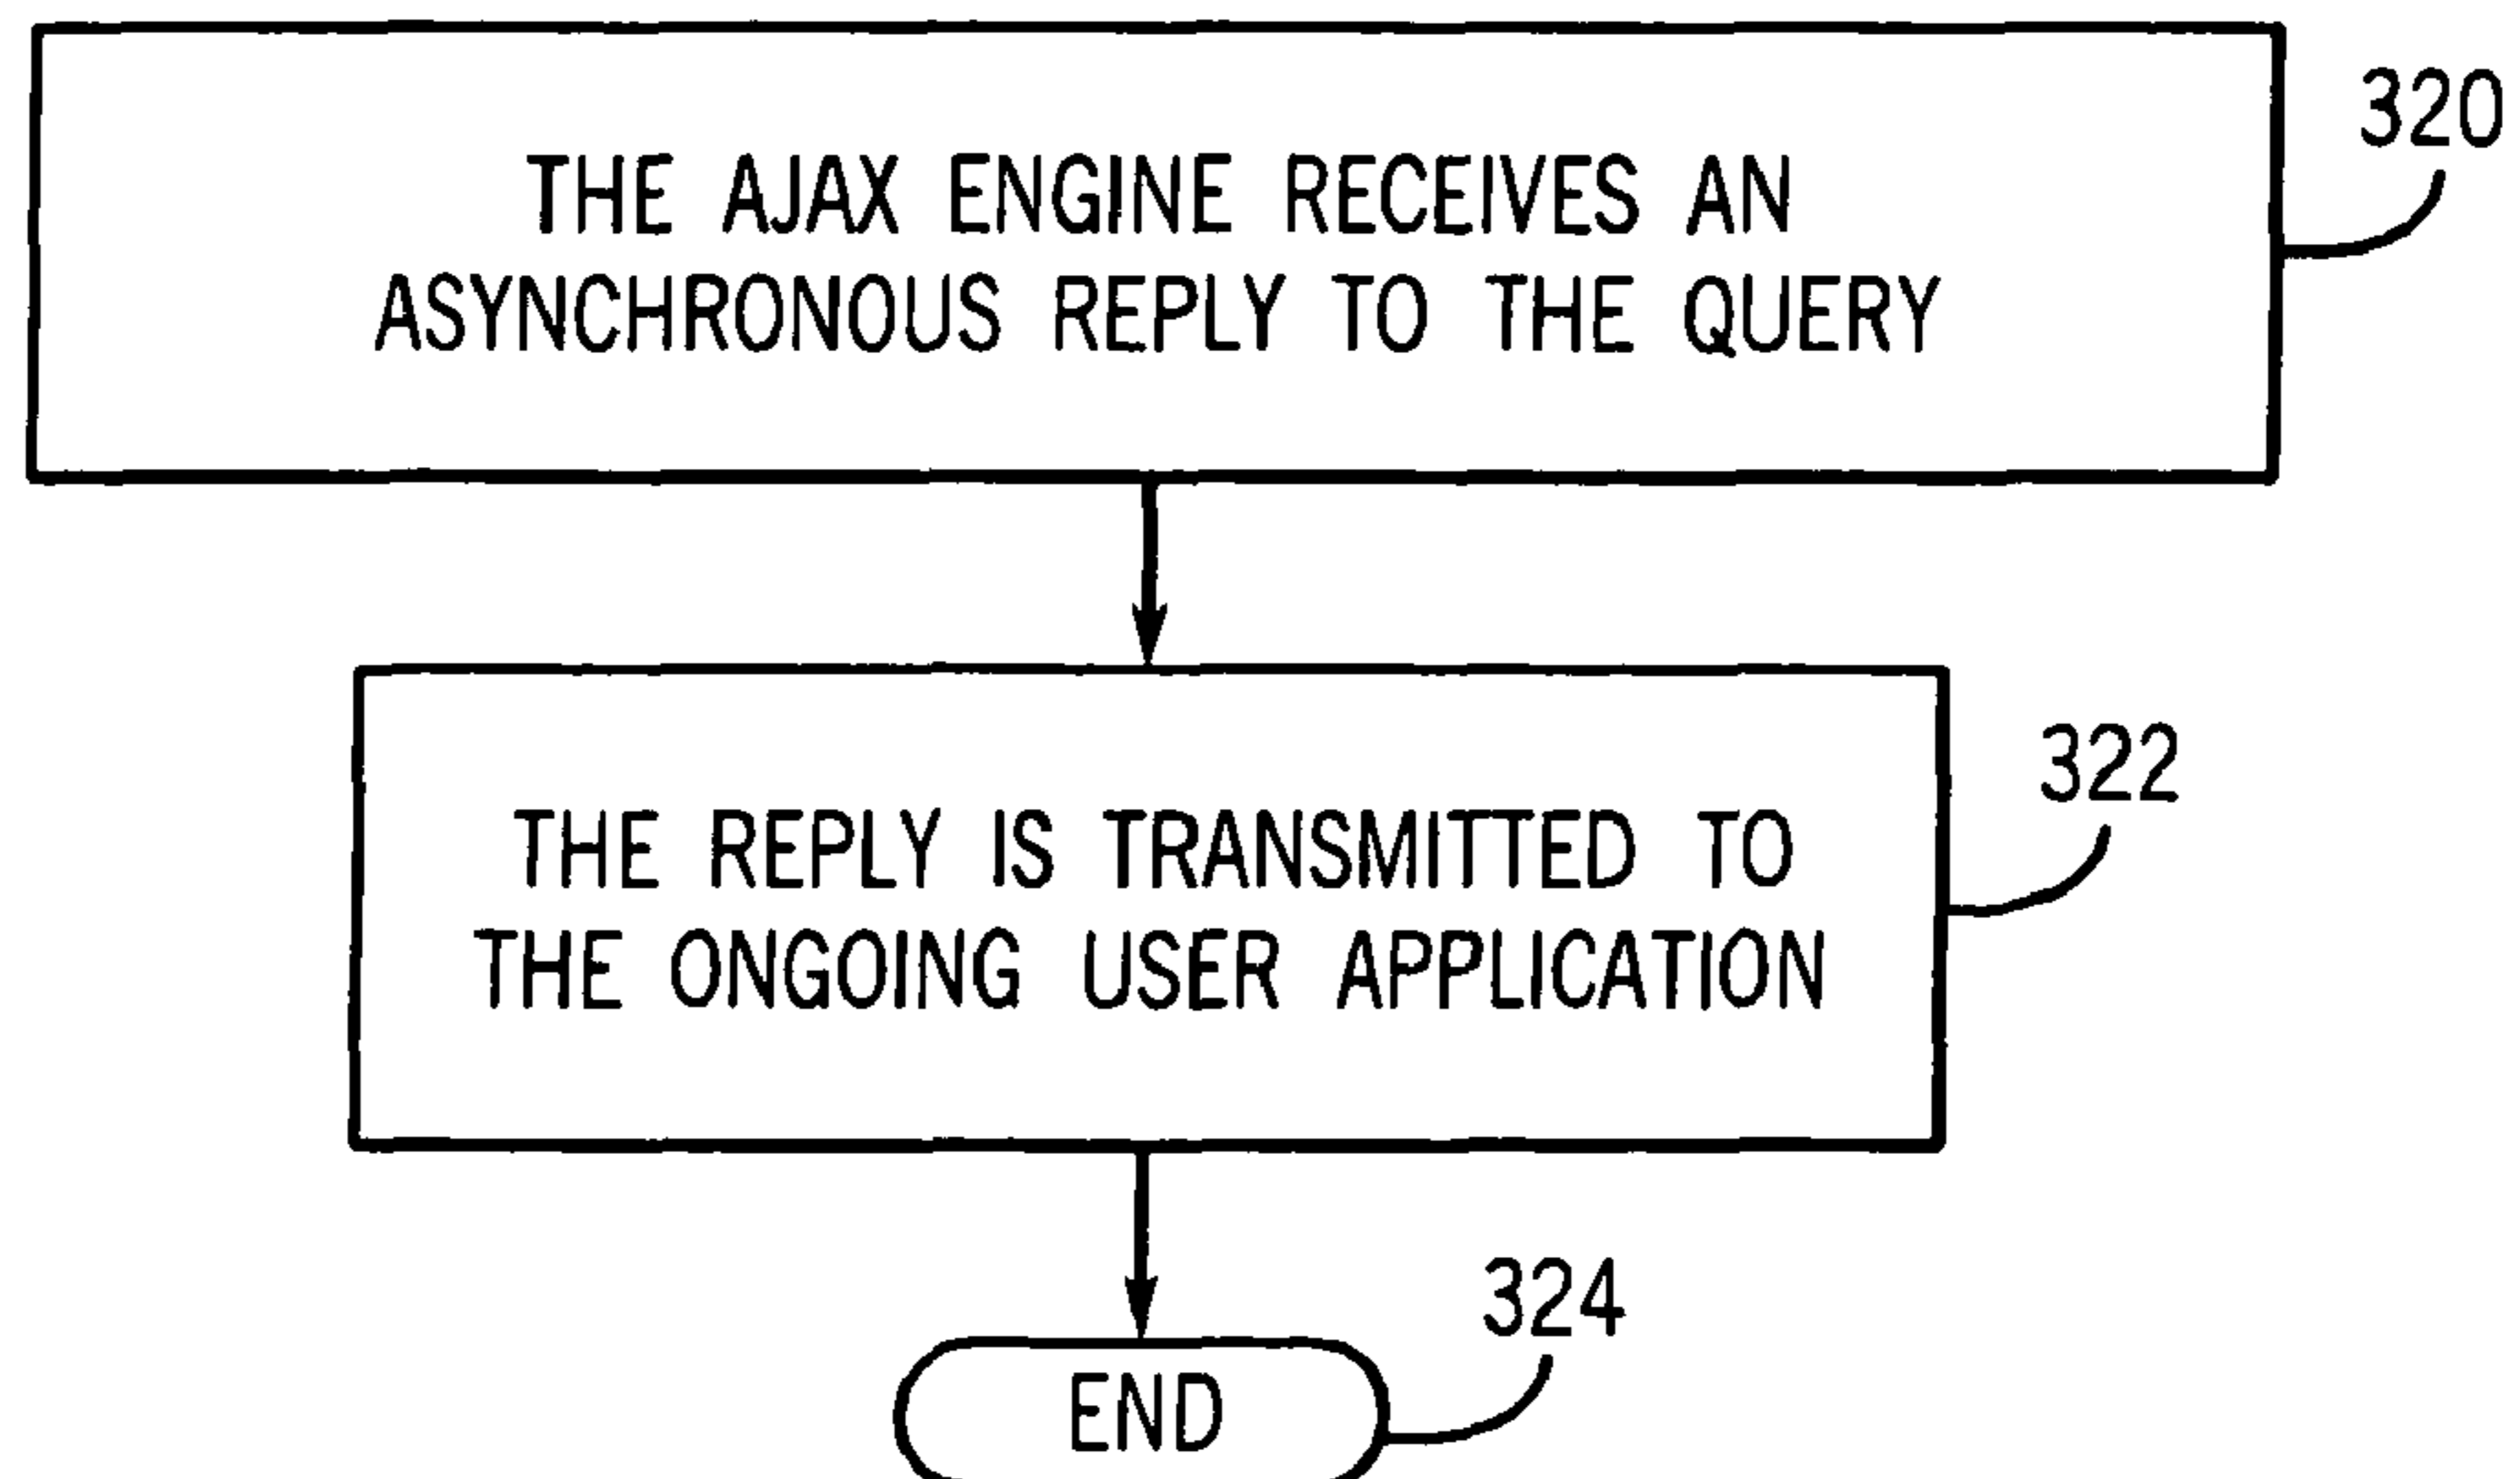 320
THE AJAX ENGINE RECEIVES AN
ASYNCHRONOUS REPLY TO THE QUERY
322
THE REPLY IS TRANSMITTED TO
THE ONGOING USER APPLICATION
324
END